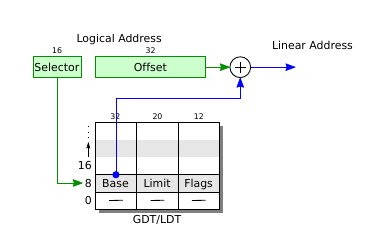 Logical Address
16 32
Linear Address
Selector Offset +
32 20 12
16
8 Base Limit Flags
0 — — —
GDT/LDT